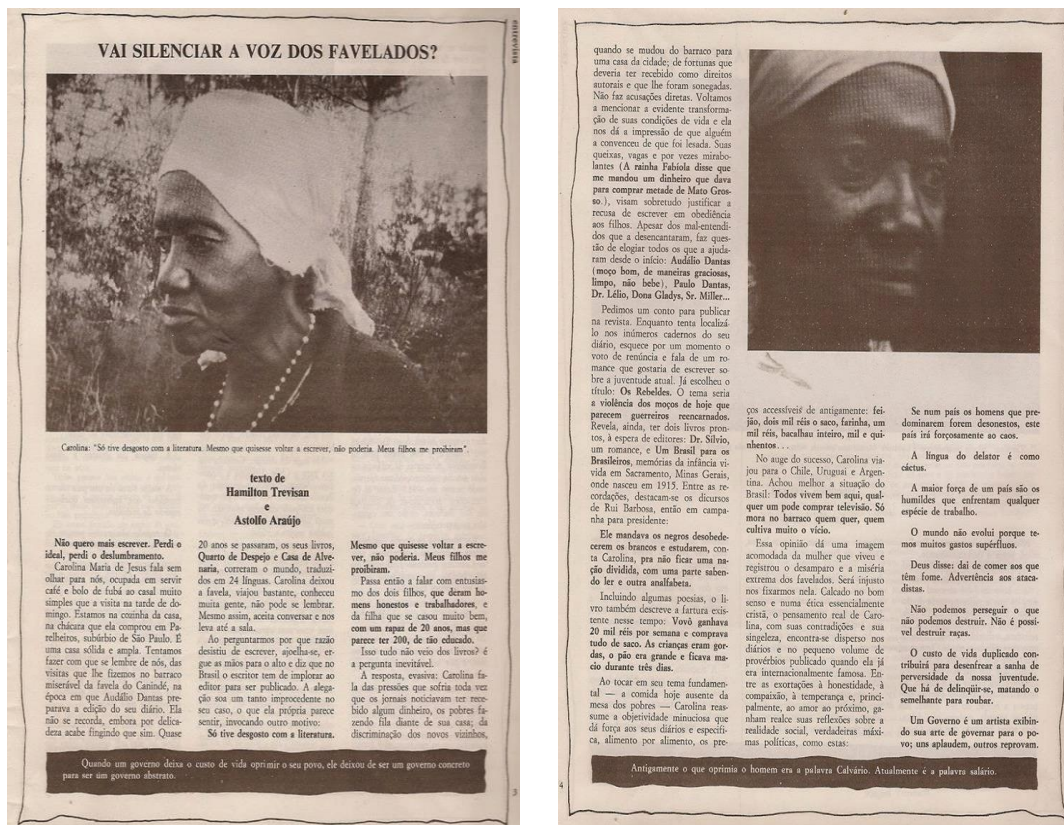 entrevista
VAI SILENCIAR A VOZ DOS FAVELADOS?
Carolina: "Só tive desgosto com a literatura. Mesmo que quisesse voltar a escrever, não poderia. Meus filhos me proibiram".
texto de
Hamilton Trevisan
e
Astolfo Araújo
Não quero mais escrever. Perdi o
ideal, perdi o deslumbramento.
Carolina Maria de Jesus fala sem
olhar para nós, ocupada em servir
café e bolo de fubá ao casal muito
simples que a visita na tarde de do-
mingo. Estamos na cozinha da casa,
na chácara que ela comprou em Pa-
relheiros, subúrbio de São Paulo. É
uma casa sólida e ampla. Tentamos
fazer com que se lembre de nós, das
visitas que lhe fizemos no barraco
miserável da favela do Canindé, na
época em que Audálio Dantas pre-
parava a edição do seu diário. Ela
não se recorda, embora por delica-
deza acabe fingindo que sim. Quase
20 anos se passaram, os seus livros,
Quarto de Despejo e Casa de Alve-
naria, correram o mundo, traduzi-
dos em 24 línguas. Carolina deixou
a favela, viajou bastante, conheceu
muita gente, não pode se lembrar.
Mesmo assim, aceita conversar e nos
leva até a sala.
Ao perguntarmos por que razão
desistiu de escrever, ajoelha-se, er-
gue as mãos para o alto e diz que no
Brasil o escritor tem de implorar ao
editor para ser publicado. A alega-
ção soa um tanto improcedente no
seu caso, o que ela própria parece
sentir, invocando outro motivo:
Só tive desgosto com a literatura.
Mesmo que quisesse voltar a escre-
ver, não poderia. Meus filhos me
proibiram.
Passa então a falar com entusias-
mo dos dois filhos, que deram ho-
mens honestos e trabalhadores, e
da filha que se casou muito bem,
com um rapaz de 20 anos, mas que
parece ter 200, de tão educado.
Isso tudo não veio dos livros? é
a pergunta inevitável.
A resposta, evasiva: Carolina fa-
la das pressões que sofria toda vez
que os jornais noticiavam ter rece-
bido algum dinheiro, os pobres fa-
zendo fila diante de sua casa; da
discriminação dos novos vizinhos,
Quando um governo deixa o custo de vida oprimir o seu povo, ele deixou de ser um governo concreto
para ser um governo abstrato.
3
quando se mudou do barraco para
uma casa da cidade; de fortunas que
deveria ter recebido como direitos
autorais e que lhe foram sonegadas.
Não faz acusações diretas. Voltamos
a mencionar a evidente transforma-
ção de suas condições de vida e ela
nos dá a impressão de que alguém
a convenceu de que foi lesada. Suas
queixas, vagas e por vezes mirabo-
lantes (A rainha Fabiola disse que
me mandou um dinheiro que dava
para comprar metade de Mato Gros-
so.), visam sobretudo justificar a
recusa de escrever em obediência
aos filhos. Apesar dos mal-entendi-
dos que a desencantaram, faz ques-
tão de elogiar todos os que a ajuda-
ram desde o início: Audálio Dantas
(moço bom, de maneiras graciosas,
limpo, não bebe), Paulo Dantas,
Dr. Lélio, Dona Gladys, Sr. Miller...
Pedimos um conto para publicar
na revista. Enquanto tenta localizá-
lo nos inúmeros cadernos do seu
diário, esquece por um momento o
voto de renúncia e fala de um ro-
mance que gostaria de escrever so-
bre a juventude atual. Já escolheu o
título: Os Rebeldes. O tema seria
a violência dos moços de hoje que
parecem guerreiros reencarnados.
Revela, ainda, ter dois livros pron-
tos, à espera de editores: Dr. Sílvio,
um romance, e Um Brasil para os
Brasileiros, memórias da infância vi-
vida em Sacramento, Minas Gerais,
onde nasceu em 1915. Entre as re-
cordações, destacam-se os dicursos
de Rui Barbosa, então em campa-
nha para presidente:
Ele mandava os negros desobede-
cerem os brancos e estudarem, con-
ta Carolina, pra não ficar uma na-
ção dividida, com uma parte saben-
do ler e outra analfabeta.
Incluindo algumas poesias, o li-
vro também descreve a fartura exis-
tente nesse tempo: Vovô ganhava
20 mil réis por semana e comprava
tudo de saco. As crianças eram gor-
das, o pão era grande e ficava ma-
cio durante três dias.
Ao tocar em seu tema fundamen-
tal — a comida hoje ausente da
mesa dos pobres — Carolina reas-
sume a objetividade minuciosa que
dá força aos seus diários e especifi-
ca, alimento por alimento, os pre-
ços accessíveis de antigamente: fei-
jão, dois mil réis o saco, farinha, um
mil réis, bacalhau inteiro, mil e qui-
nhentos...
No auge do sucesso, Carolina via-
jou para o Chile, Uruguai e Argen-
tina. Achou melhor a situação do
Brasil: Todos vivem bem aqui, qual-
quer um pode comprar televisão. Só
mora no barraco quem quer, quem
cultiva muito o vício.
Essa opinião dá uma imagem
acomodada da mulher que viveu e
registrou o desamparo e a miséria
extrema dos favelados. Será injusto
nos fixarmos nela. Calcado no bom
senso e numa ética essencialmente
cristã, o pensamento real de Caro-
lina, com suas contradições e sua
singeleza, encontra-se disperso nos
diários e no pequeno volume de
provérbios publicado quando ela já
era internacionalmente famosa. En-
tre as exortações à honestidade, à
compaixão, à temperança e, princi-
palmente, ao amor ao próximo, ga-
nham realce suas reflexões sobre a
realidade social, verdadeiras máxi-
mas políticas, como estas:
Se num país os homens que pre-
dominarem forem desonestos, este
país irá forçosamente ao caos.
A língua do delator é como
cáctus.
A maior força de um país são os
humildes que enfrentam qualquer
espécie de trabalho.
O mundo não evolui porque te-
mos muitos gastos supérfluos.
Deus disse: dai de comer aos que
têm fome. Advertência aos ataca-
distas.
Não podemos perseguir o que
não podemos destruir. Não é possí-
vel destruir raças.
O custo de vida duplicado con-
tribuirá para desenfrear a sanha de
perversidade da nossa juventude.
Que há de delinqüir-se, matando o
semelhante para roubar.
Um Governo é um artista exibin-
do sua arte de governar para o po-
vo; uns aplaudem, outros reprovam.
Antigamente o que oprimia o homem era a palavra Calvário. Atualmente é a palavra salário.
4